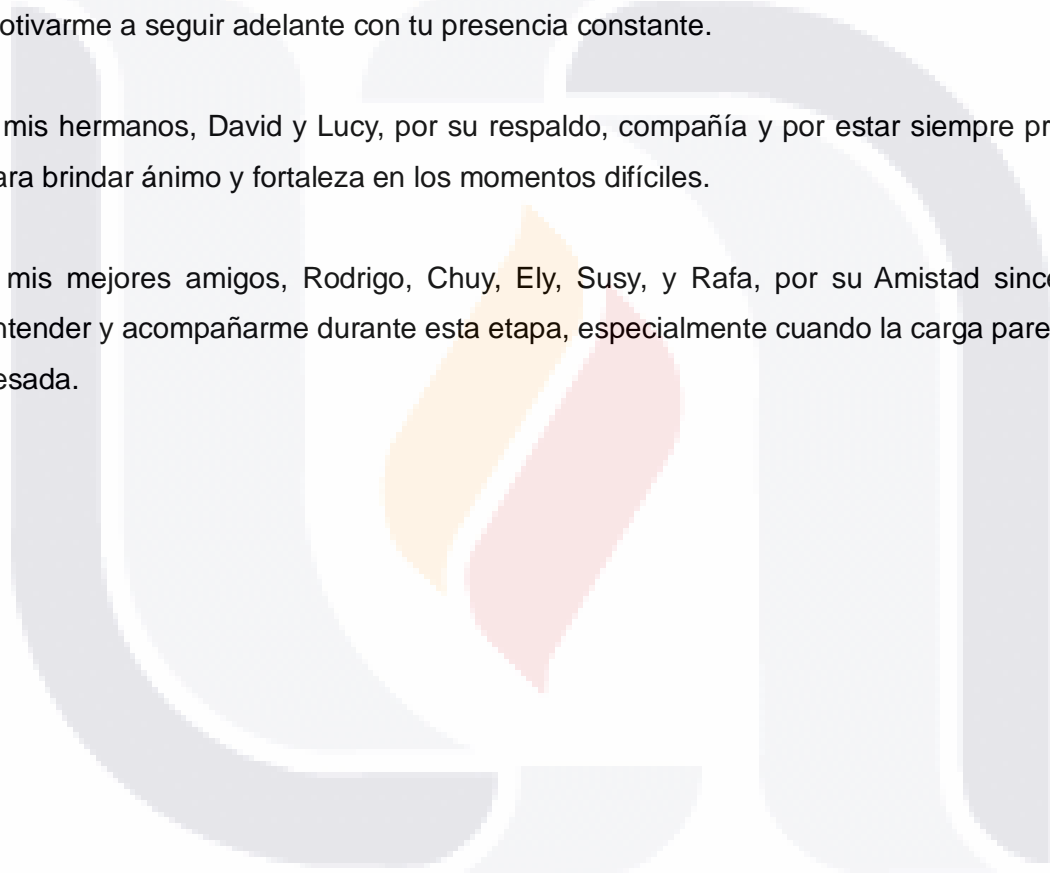 otivarme a seguir adelante con tu presencia constante.
mis hermanos, David y Lucy, por su respaldo, compañía y por estar siempre pr
ara brindar ánimo y fortaleza en los momentos difíciles.
mis mejores amigos, Rodrigo, Chuy, Ely, Susy, y Rafa, por su Amistad since
ntender y acompañarme durante esta etapa, especialmente cuando la carga pare
esada.